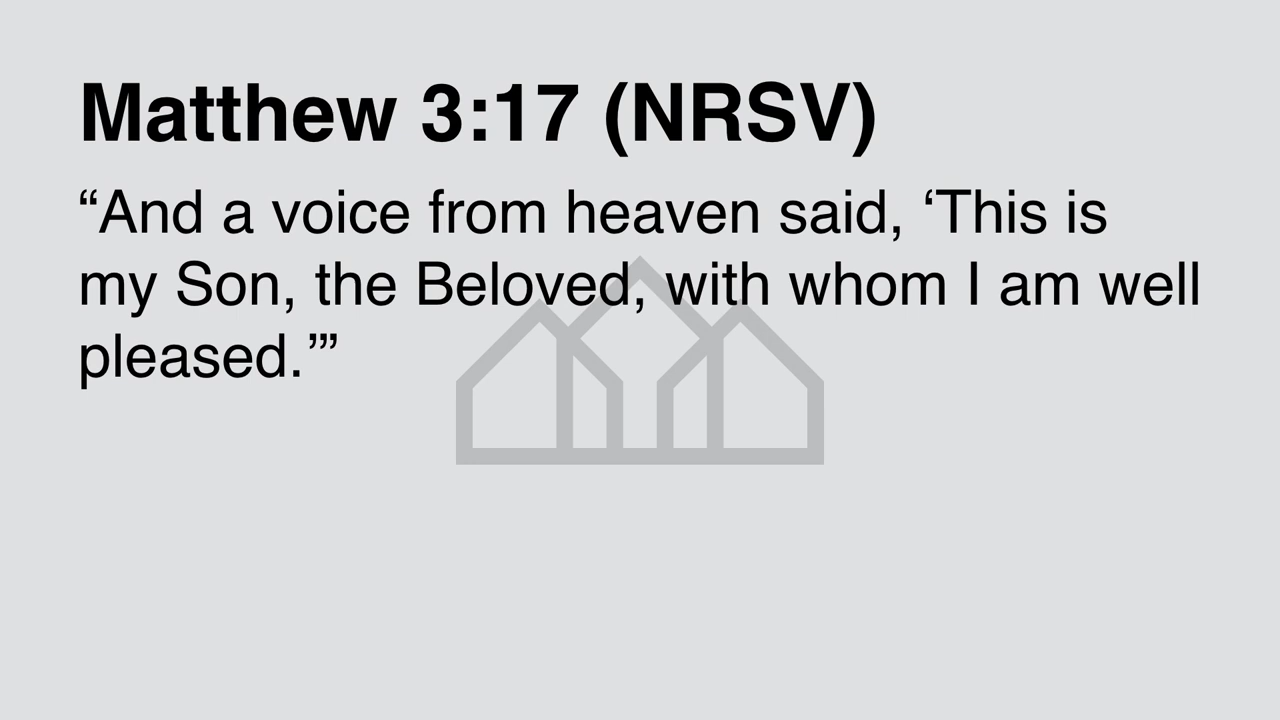 Matthew 3:17 (NRSV)
“And a voice from heaven said, ‘This is
my Son, the Beloved, with whom I am well
pleased.’”